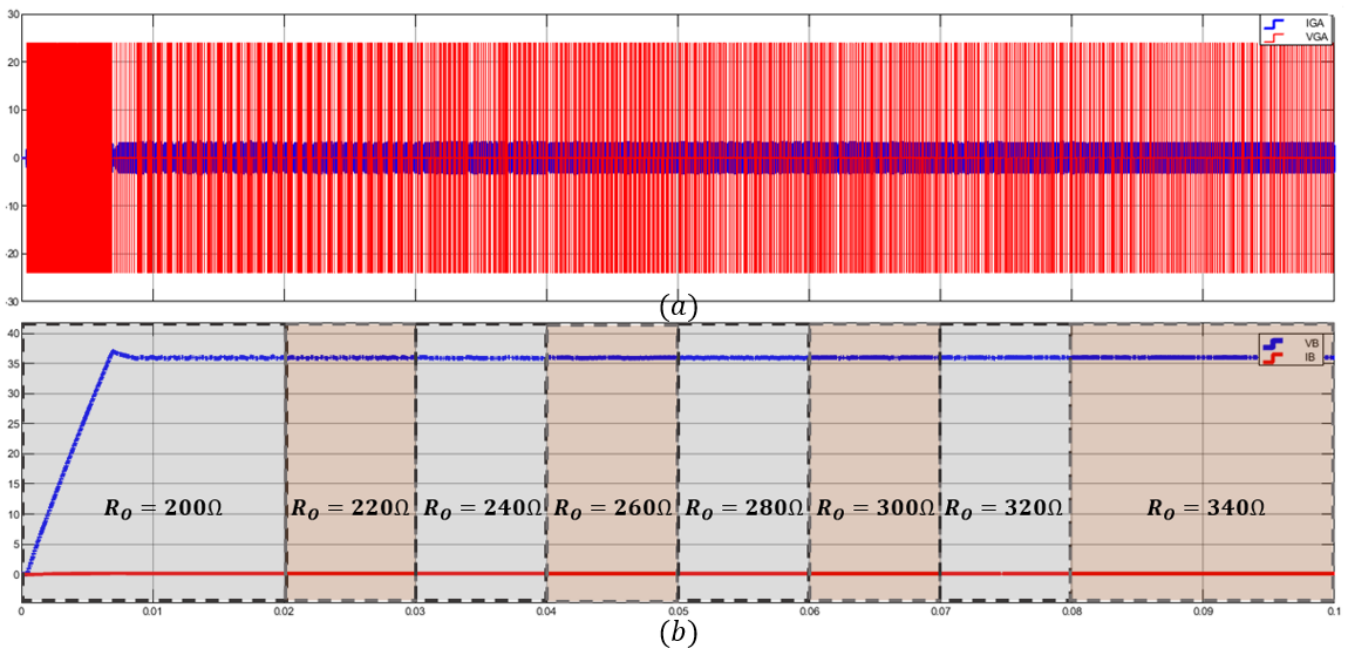 30
20
10
0
-10
-20
-30
IGA
VGA
(a)
40
35
30
25
20
15
10
5
0
VB
IB
R_O = 200Ω
R_O = 220Ω
R_O = 240Ω
R_O = 260Ω
R_O = 280Ω
R_O = 300Ω
R_O = 320Ω
R_O = 340Ω
0 0.01 0.02 0.03 0.04 0.05 0.06 0.07 0.08 0.09 0.1
(b)